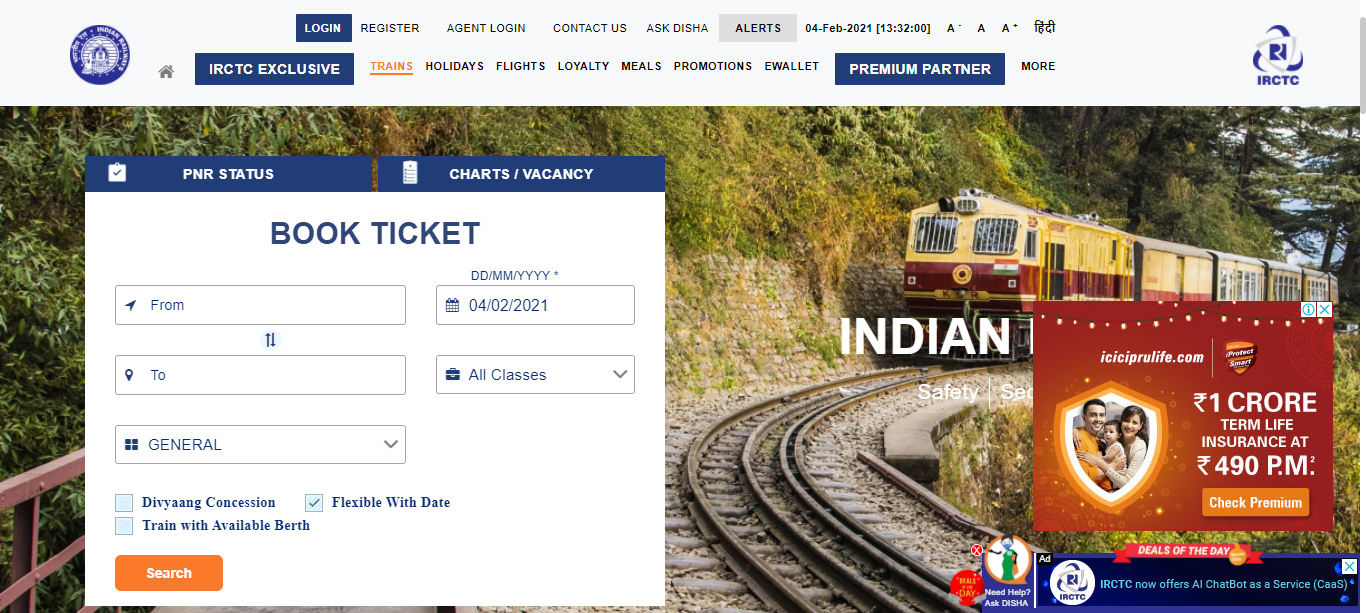 LOGIN REGISTER AGENT LOGIN CONTACT US ASK DISHA ALERTS 04-Feb-2021 [13:32:00] A - A A + हिंदी
IRCTC EXCLUSIVE TRAINS HOLIDAYS FLIGHTS LOYALTY MEALS PROMOTIONS EWALLET PREMIUM PARTNER MORE
IRCTC
PNR STATUS CHARTS / VACANCY
BOOK TICKET
DD/MM/YYYY *
From 04/02/2021
To All Classes
GENERAL
Divyaang Concession Flexible With Date
Train with Available Berth
Search
INDIAN
Safety
iciciprulife.com iProtect Smart
₹1 CRORE
TERM LIFE
INSURANCE AT
₹490 P.M.²
Check Premium
DEALS OF THE DAY
Need Help?
Ask DISHA
Ad
DEALS OF THE DAY
IRCTC
IRCTC now offers AI ChatBot as a Service (CaaS)